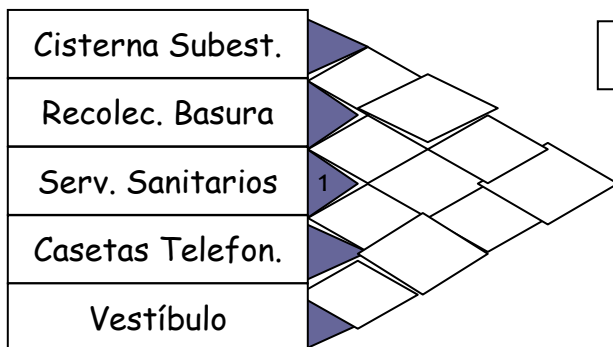 Cisterna Subest.
Recolec. Basura
Serv. Sanitarios
1
Casetas Telefon.
Vestíbulo